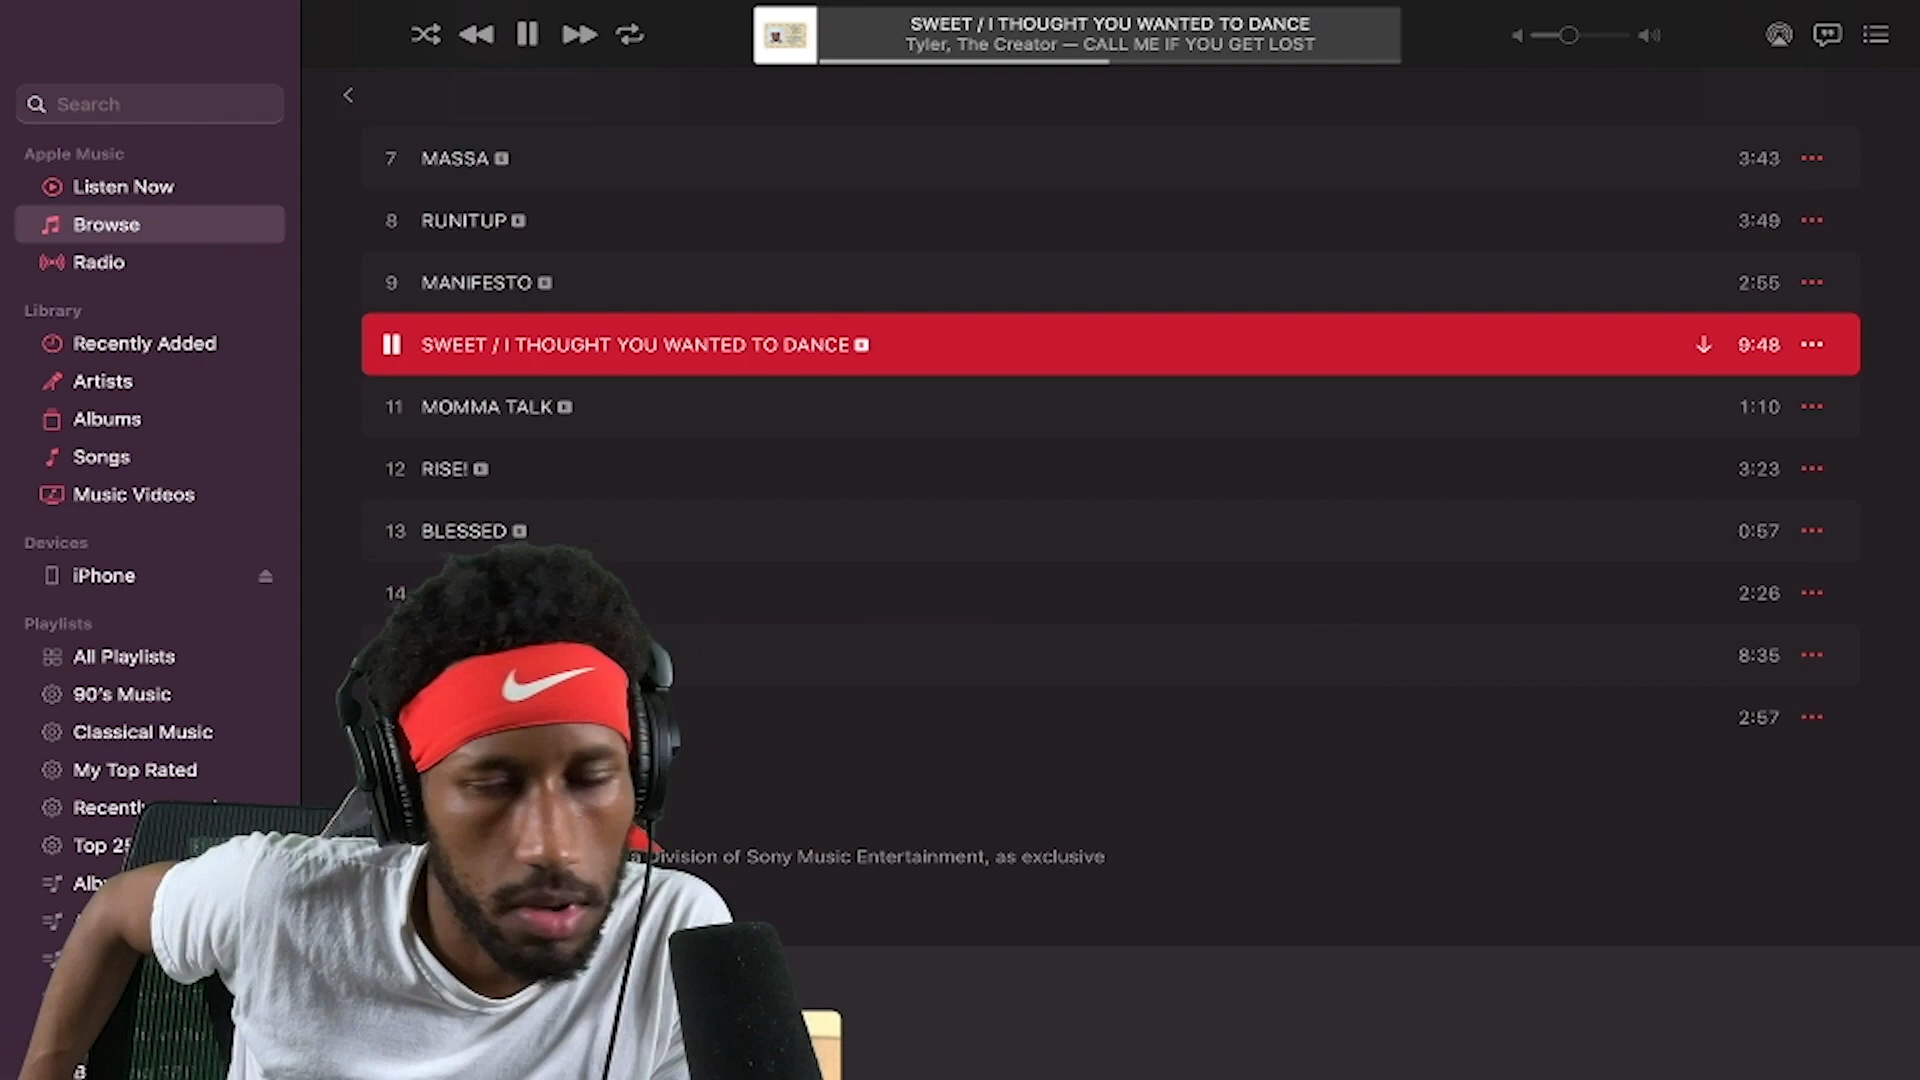 SWEET / I THOUGHT YOU WANTED TO DANCE
Tyler, The Creator — CALL ME IF YOU GET LOST
Search
Apple Music
Listen Now
Browse
Radio
Library
Recently Added
Artists
Albums
Songs
Music Videos
Devices
iPhone
Playlists
All Playlists
90's Music
Classical Music
My Top Rated
7 MASSA 3:43
8 RUNITUP 3:49
9 MANIFESTO 2:55
SWEET / I THOUGHT YOU WANTED TO DANCE 9:48
11 MOMMA TALK 1:10
12 RISE! 3:23
13 BLESSED 0:57
14 2:26
8:35
2:57
Division of Sony Music Entertainment, as exclusive